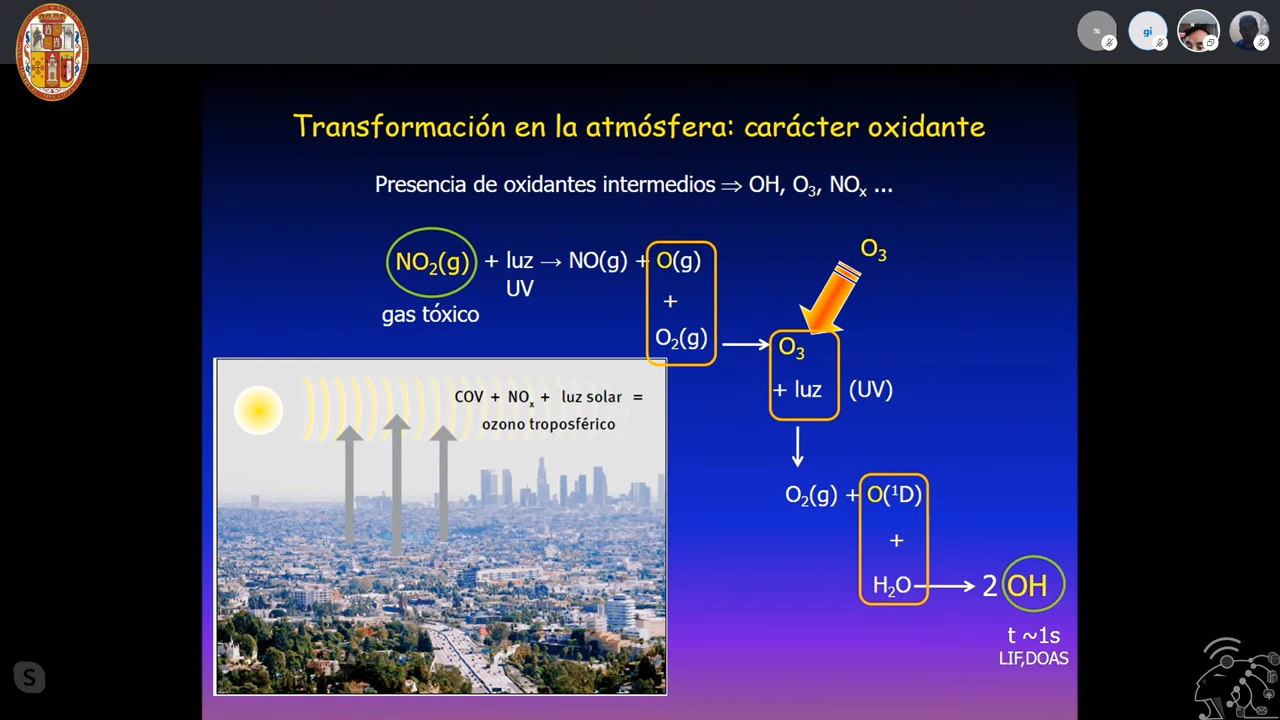 gi
Transformación en la atmósfera: carácter oxidante
Presencia de oxidantes intermedios ⇒ OH, O₃, NOₓ ...
NO₂(g) + luz → NO(g) + O(g)
UV
gas tóxico
+
O₂(g)
O₃
O₃
+ luz (UV)
COV + NOₓ + luz solar =
ozono troposférico
O₂(g) + O(¹D)
+
H₂O
2 OH
t ~1s
LIF,DOAS
S